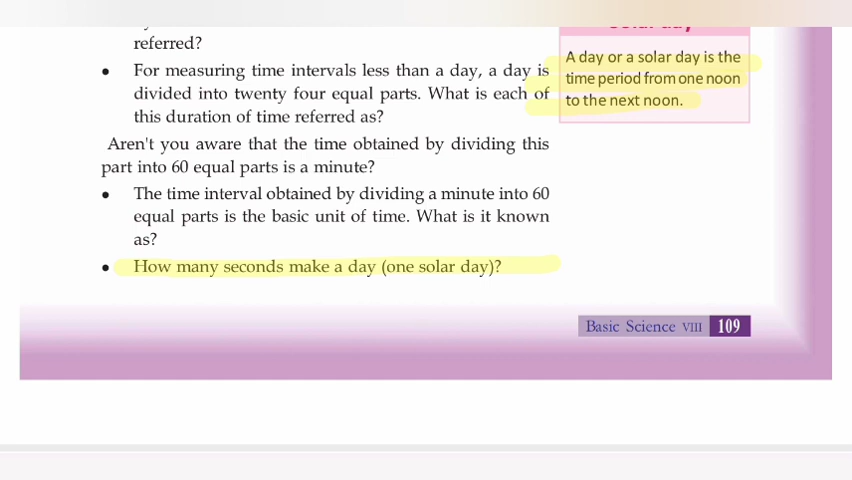 referred?
• For measuring time intervals less than a day, a day is
divided into twenty four equal parts. What is each of
this duration of time referred as?
Aren't you aware that the time obtained by dividing this
part into 60 equal parts is a minute?
• The time interval obtained by dividing a minute into 60
equal parts is the basic unit of time. What is it known
as?
• How many seconds make a day (one solar day)?
A day or a solar day is the
time period from one noon
to the next noon.
Basic Science VIII 109